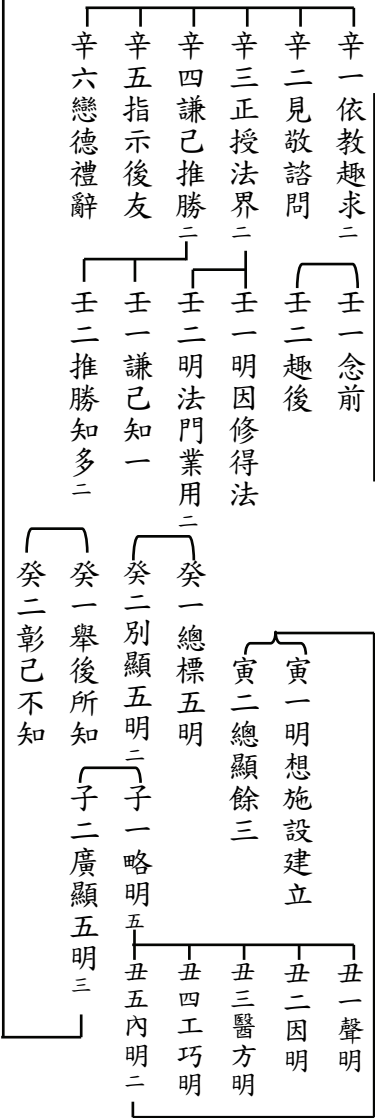 辛一依教趣求二
辛二見敬諮問
辛三正授法界二
辛四謙己推勝二
辛五指示後友
辛六戀德禮辭
壬一念前
壬二趣後
壬一明因修得法
壬二明法門業用二
壬一謙己知一
壬二推勝知多二
癸一總標五明
癸二別顯五明二
癸一舉後所知
癸二彰己不知
寅一明想施設建立
寅二總顯餘三
子一略明五
子二廣顯五明三
丑一聲明
丑二因明
丑三醫方明
丑四工巧明
丑五內明二